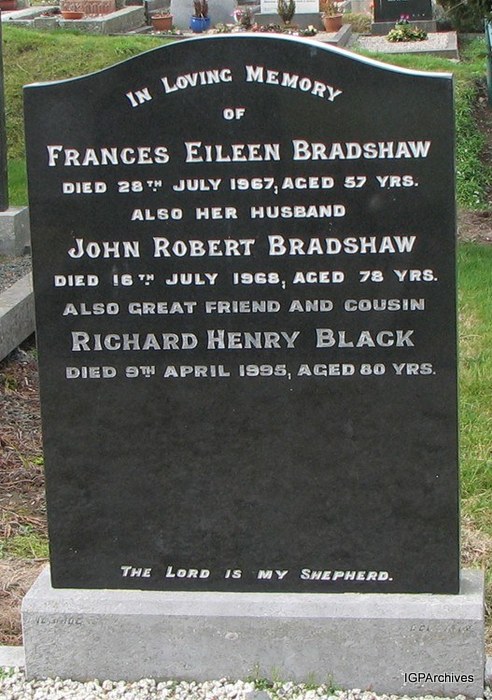 In Loving Memory
OF
Frances Eileen Bradshaw
DIED 28TH JULY 1967, AGED 57 YRS.
ALSO HER HUSBAND
John Robert Bradshaw
DIED 16TH JULY 1968, AGED 78 YRS.
ALSO GREAT FRIEND AND COUSIN
Richard Henry Black
DIED 9TH APRIL 1995, AGED 80 YRS.
The Lord is my Shepherd.
IGPArchives